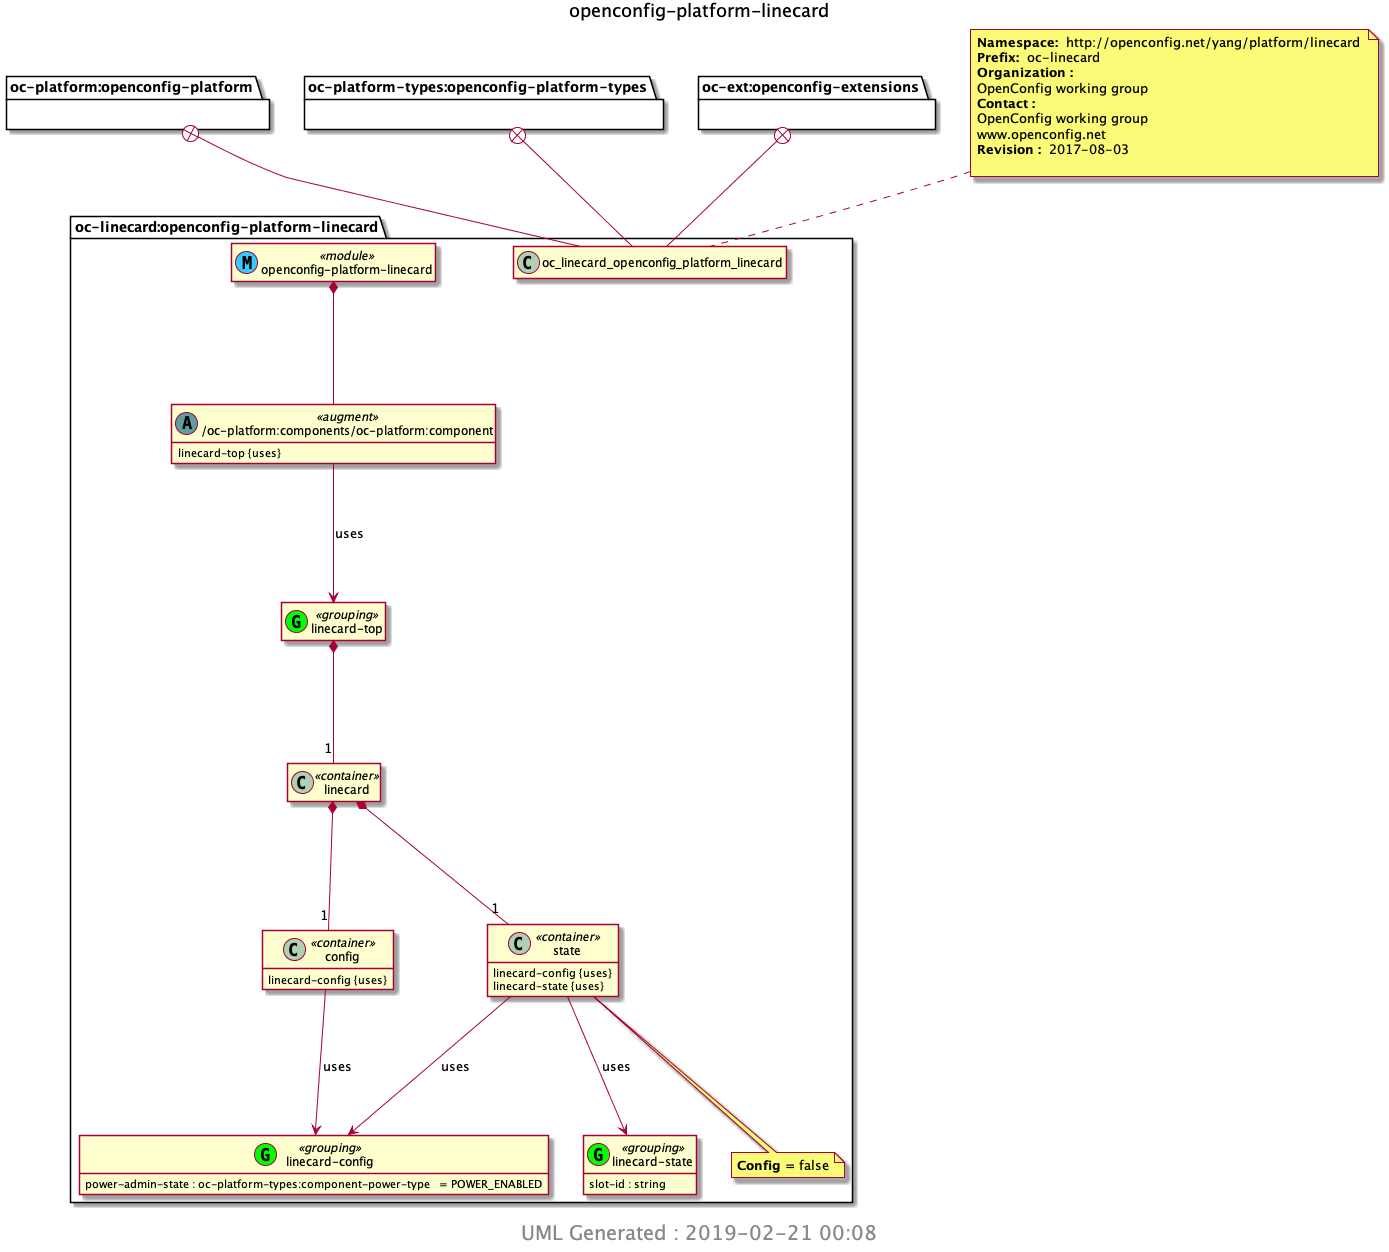 openconfig-platform-linecard
Namespace: http://openconfig.net/yang/platform/linecard
Prefix: oc-linecard
Organization :
OpenConfig working group
Contact :
OpenConfig working group
www.openconfig.net
Revision : 2017-08-03
oc-platform:openconfig-platform
oc-platform-types:openconfig-platform-types
oc-ext:openconfig-extensions
oc-linecard:openconfig-platform-linecard
M
«module»
openconfig-platform-linecard
C oc_linecard_openconfig_platform_linecard
A
«augment»
/oc-platform:components/oc-platform:component
linecard-top {uses}
uses
G
«grouping»
linecard-top
1
C
«container»
linecard
1
1
C
«container»
config
linecard-config {uses}
C
«container»
state
linecard-config {uses}
linecard-state {uses}
uses
uses
uses
G
«grouping»
linecard-config
power-admin-state : oc-platform-types:component-power-type = POWER_ENABLED
G
«grouping»
linecard-state
slot-id : string
Config = false
UML Generated : 2019-02-21 00:08